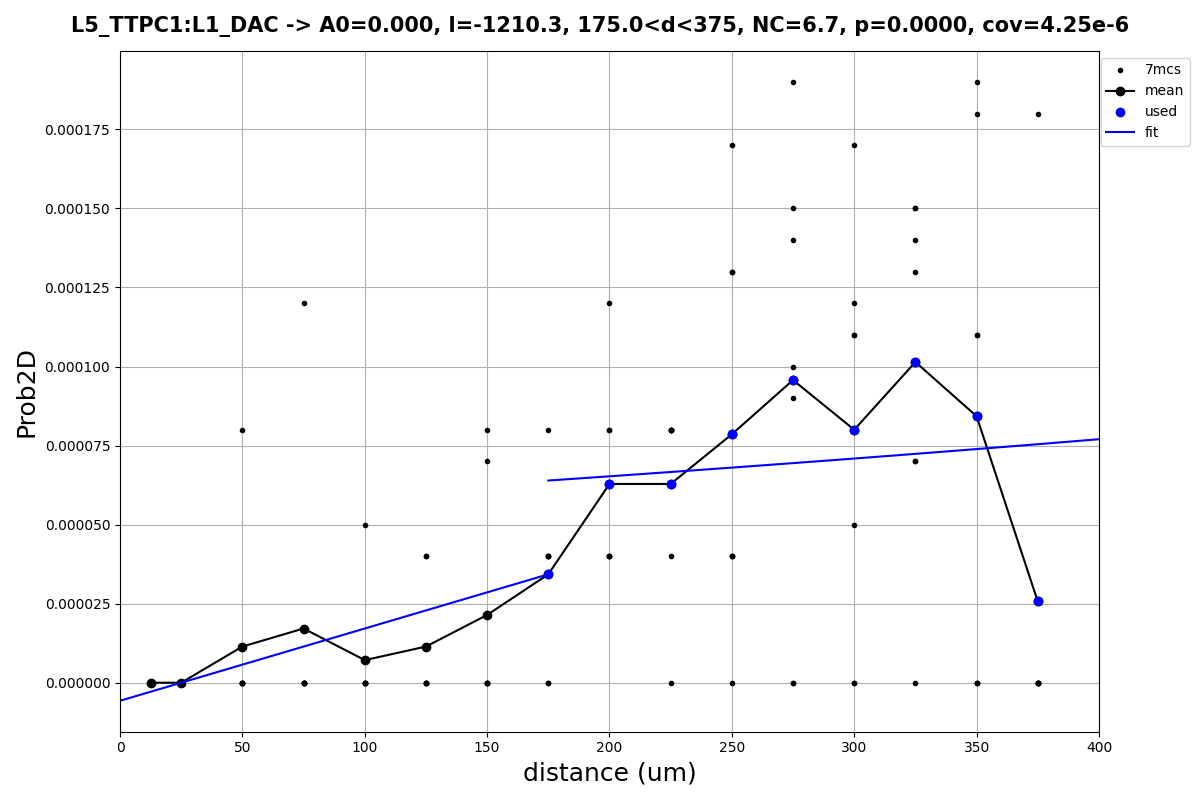 L5_TTPC1:L1_DAC -> A0=0.000, l=-1210.3, 175.0<d<375, NC=6.7, p=0.0000, cov=4.25e-6
7mcs
mean
used
fit
0.000175
0.000150
0.000125
0.000100
0.000075
0.000050
0.000025
0.000000
Prob2D
0 50 100 150 200 250 300 350 400
distance (um)